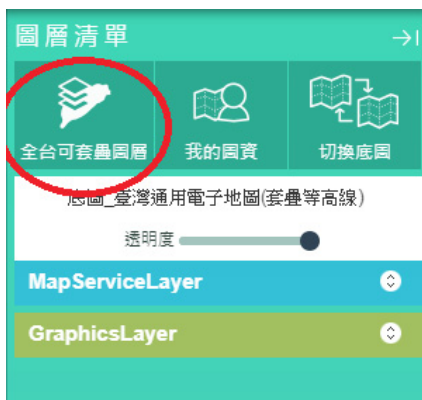 圖層清單
全台可套疊圖層
我的圖資
切換底圖
底圖_臺灣通用電子地圖(套疊等高線)
透明度
MapServiceLayer
GraphicsLayer